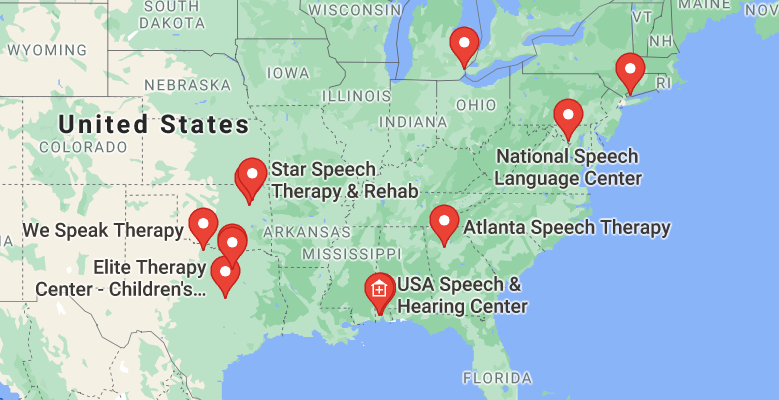 SOUTH
DAKOTA
WISCONSIN
VT
MAINE
NOV
WYOMING
NH
IOWA
NEBRASKA
ILLINOIS
OHIO
RI
INDIANA
United States
COLORADO
National Speech
Language Center
Star Speech
Therapy & Rehab
We Speak Therapy
ARKANSAS
Atlanta Speech Therapy
MISSISSIPPI
Elite Therapy
Center - Children's...
USA Speech &
Hearing Center
FLORIDA